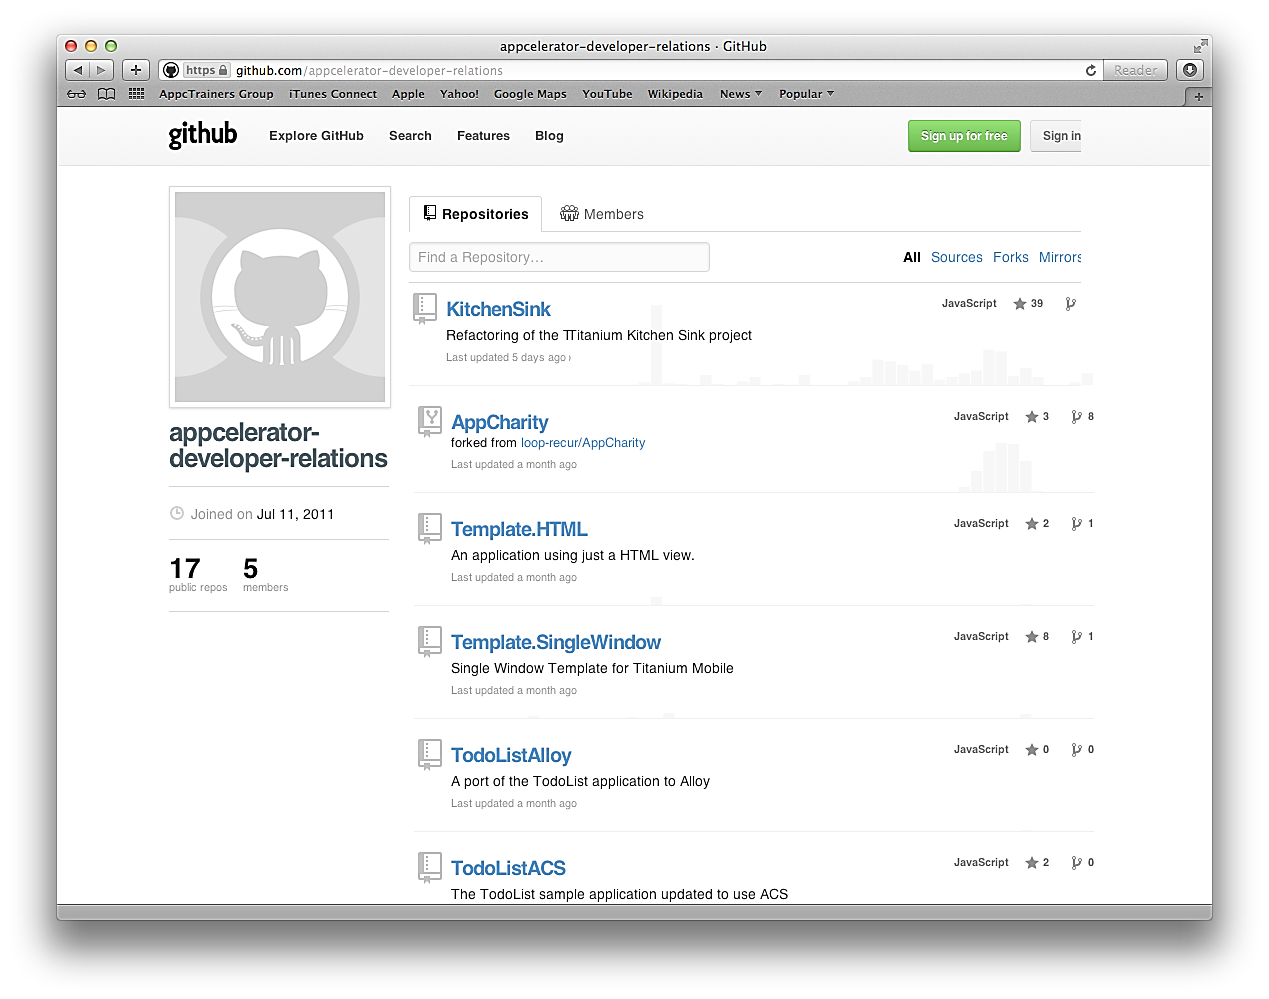 appcelerator-developer-relations · GitHub
https github.com/appcelerator-developer-relations Reader
AppcTrainers Group iTunes Connect Apple Yahoo! Google Maps YouTube Wikipedia News Popular
github Explore GitHub Search Features Blog Sign up for free Sign in
Repositories Members
Find a Repository... All Sources Forks Mirrors
KitchenSink JavaScript 39
Refactoring of the TTitanium Kitchen Sink project
Last updated 5 days ago
AppCharity JavaScript 3 8
forked from loop-recur/AppCharity
Last updated a month ago
appcelerator-
developer-relations
Joined on Jul 11, 2011
17 5
public repos members
Template.HTML JavaScript 2 1
An application using just a HTML view.
Last updated a month ago
Template.SingleWindow JavaScript 8 1
Single Window Template for Titanium Mobile
Last updated a month ago
TodoListAlloy JavaScript 0 0
A port of the TodoList application to Alloy
Last updated a month ago
TodoListACS JavaScript 2 0
The TodoList sample application updated to use ACS